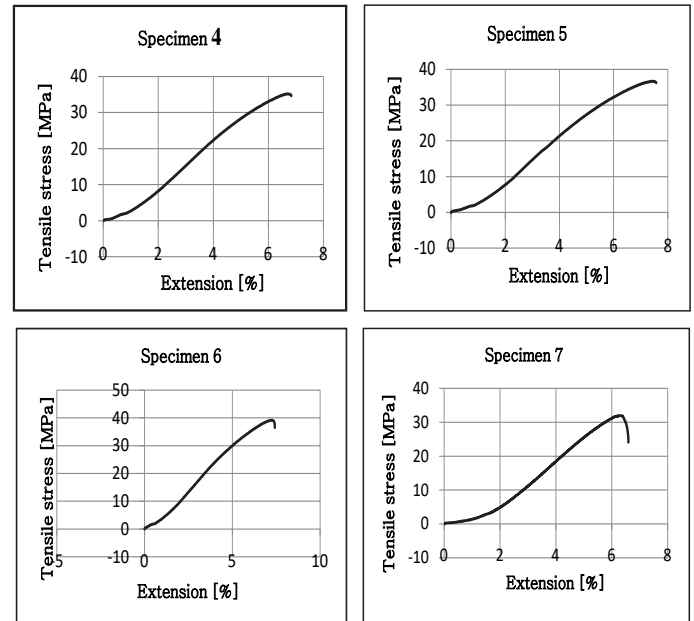 Specimen 4
Tensile stress [MPa]
40
30
20
10
0
-10
0 2 4 6 8
Extension [%]
Specimen 5
Tensile stress [MPa]
40
30
20
10
0
-10
0 2 4 6 8
Extension [%]
Specimen 6
Tensile stress [MPa]
50
40
30
20
10
0
-10
-5 0 5 10
Extension [%]
Specimen 7
Tensile stress [MPa]
40
30
20
10
0
-10
0 2 4 6 8
Extension [%]